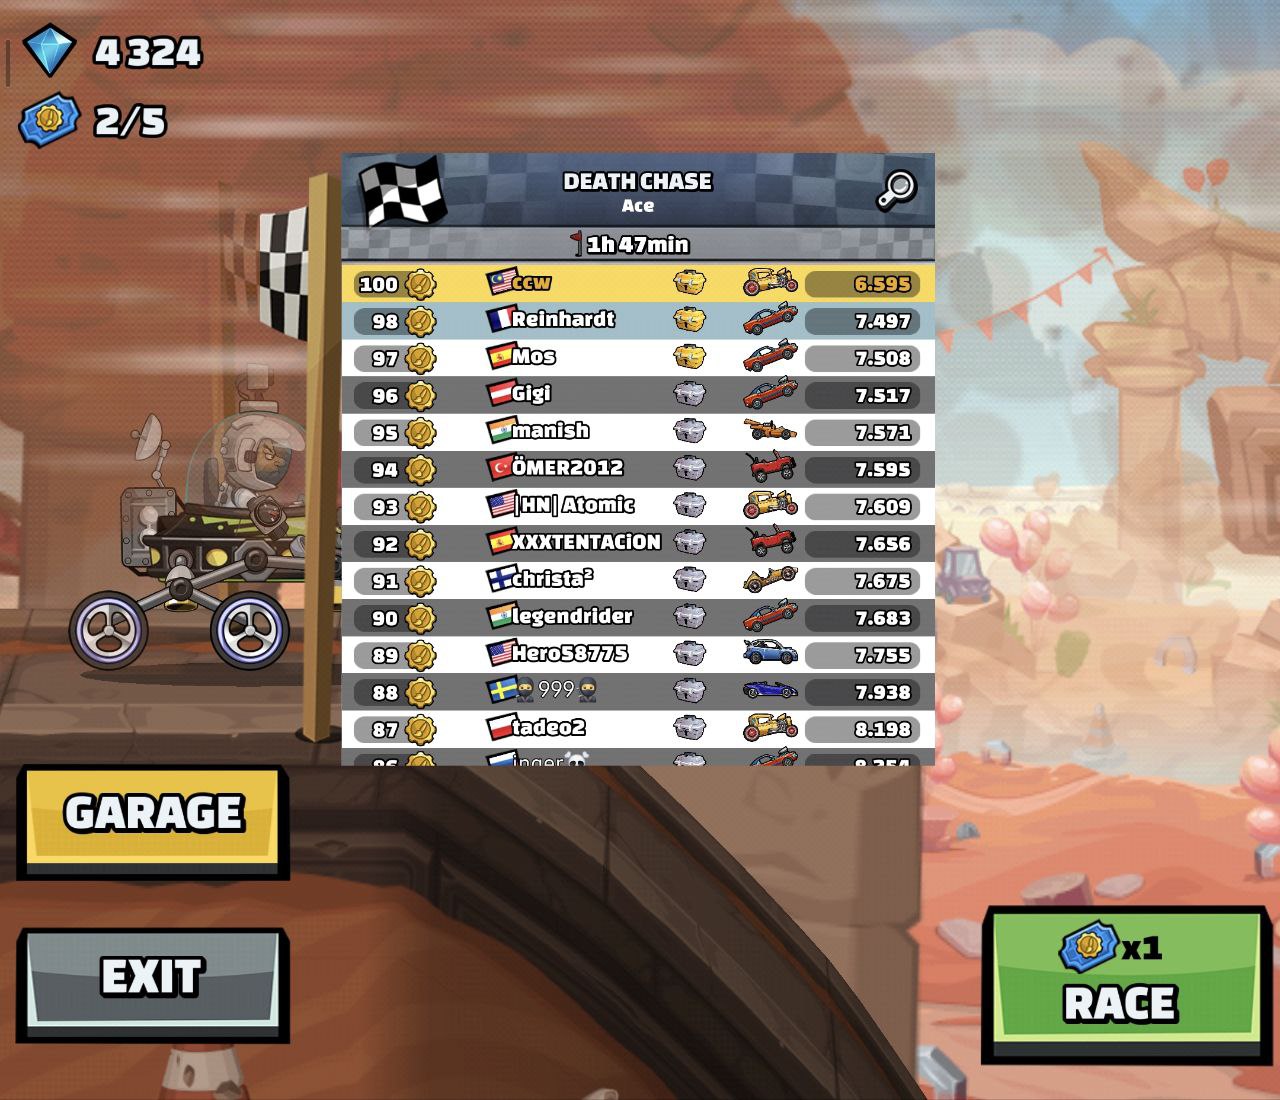 4324
2/5
DEATH CHASE
Ace
1h 47min
100 ccw 6.595
98 Reinhardt 7.497
97 Mos 7.508
96 Gigi 7.517
95 manish 7.571
94 ÖMER2012 7.595
93 |HN| Atomic 7.609
92 XXXTENTACiON 7.656
91 christa² 7.675
90 legendrider 7.683
89 Hero58775 7.755
88 🥷999🥷 7.938
87 tadeo2 8.198
GARAGE
EXIT
x1
RACE